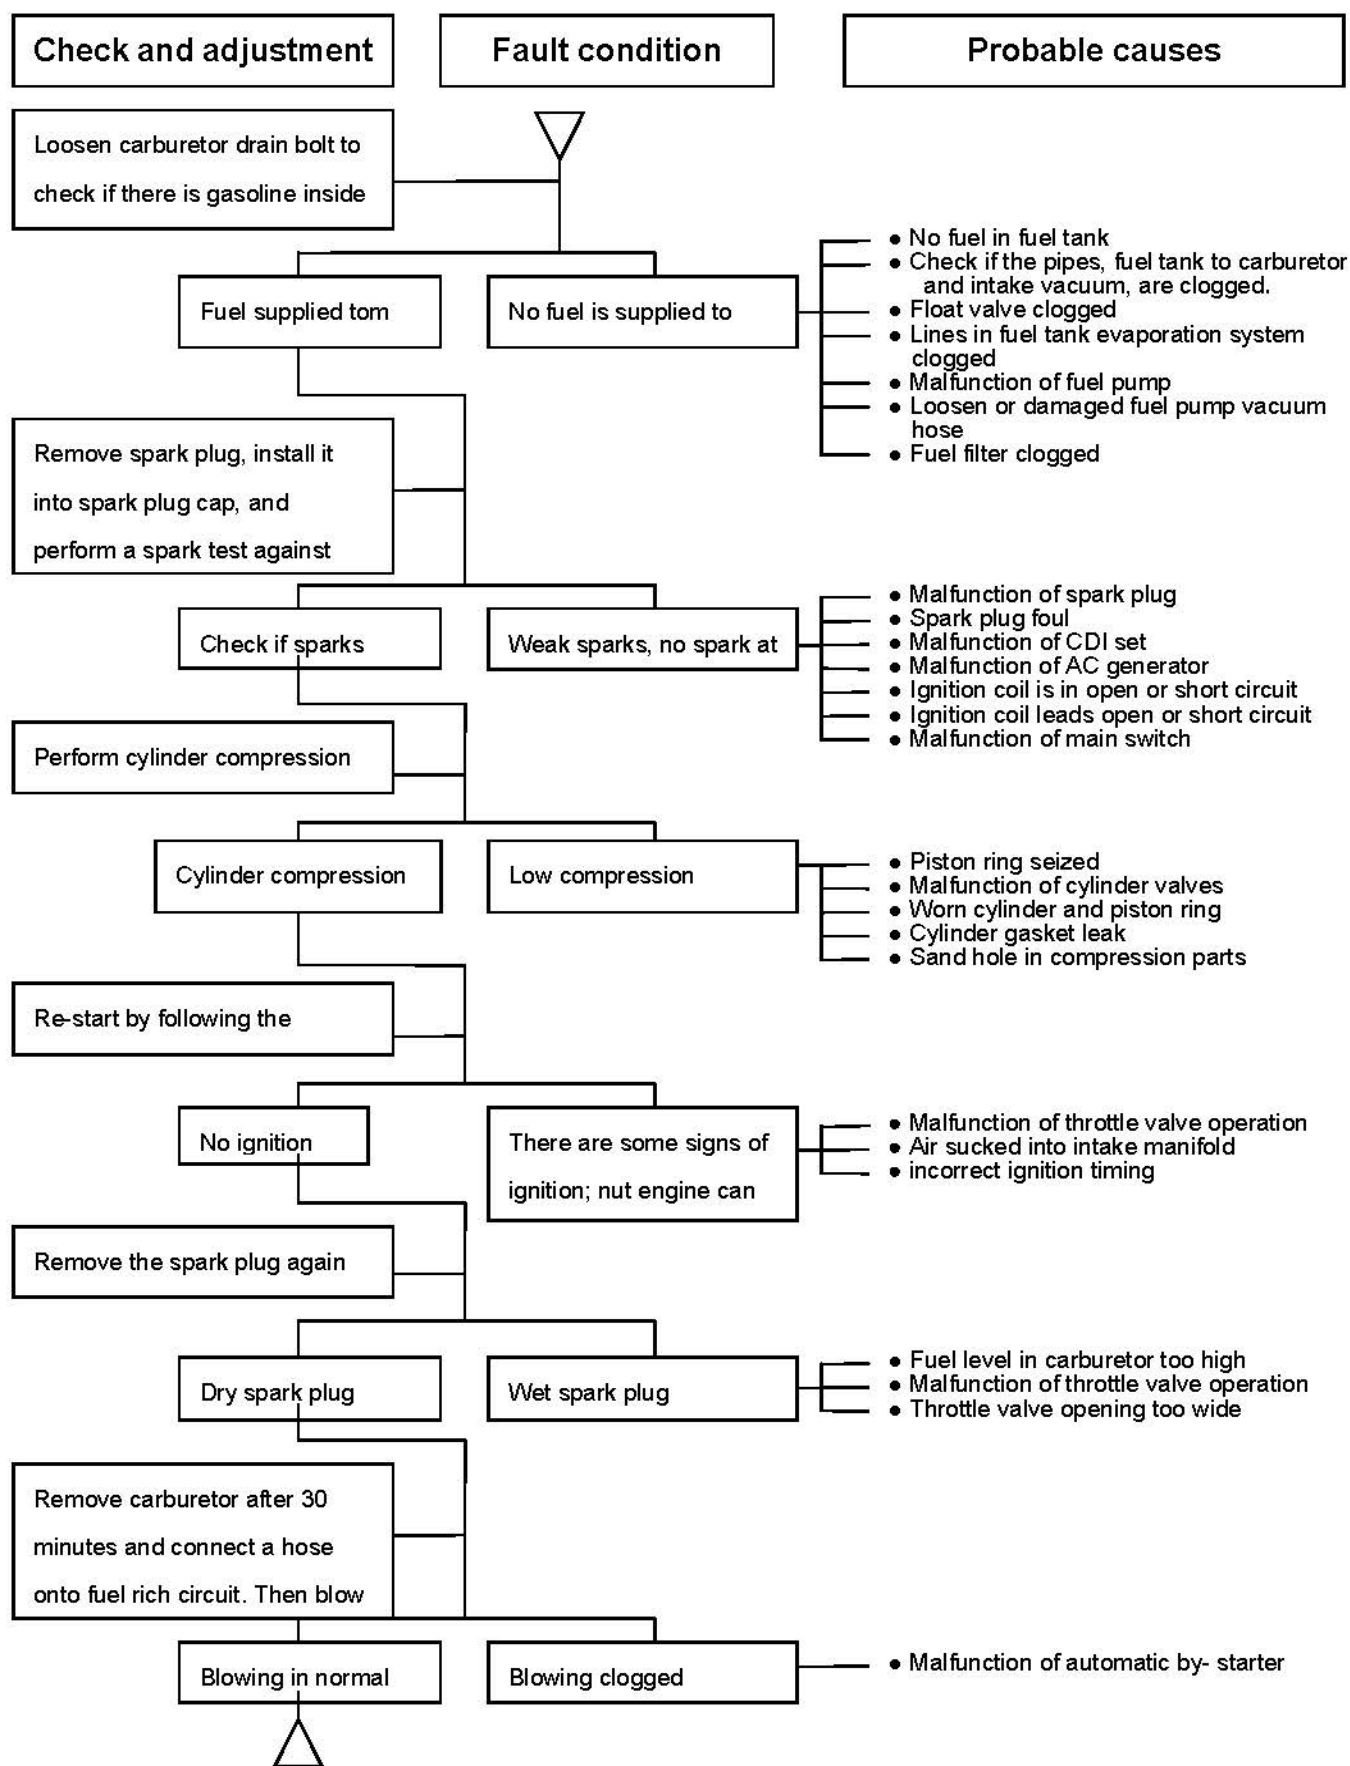 Check and adjustment
Fault condition
Probable causes
Loosen carburetor drain bolt to
check if there is gasoline inside
Fuel supplied tom
No fuel is supplied to
● No fuel in fuel tank
● Check if the pipes, fuel tank to carburetor
and intake vacuum, are clogged.
● Float valve clogged
● Lines in fuel tank evaporation system
clogged
● Malfunction of fuel pump
● Loosen or damaged fuel pump vacuum
hose
● Fuel filter clogged
Remove spark plug, install it
into spark plug cap, and
perform a spark test against
Check if sparks
Weak sparks, no spark at
● Malfunction of spark plug
● Spark plug foul
● Malfunction of CDI set
● Malfunction of AC generator
● Ignition coil is in open or short circuit
● Ignition coil leads open or short circuit
● Malfunction of main switch
Perform cylinder compression
Cylinder compression
Low compression
● Piston ring seized
● Malfunction of cylinder valves
● Worn cylinder and piston ring
● Cylinder gasket leak
● Sand hole in compression parts
Re-start by following the
No ignition
There are some signs of
ignition; nut engine can
● Malfunction of throttle valve operation
● Air sucked into intake manifold
● incorrect ignition timing
Remove the spark plug again
Dry spark plug
Wet spark plug
● Fuel level in carburetor too high
● Malfunction of throttle valve operation
● Throttle valve opening too wide
Remove carburetor after 30
minutes and connect a hose
onto fuel rich circuit. Then blow
Blowing in normal
Blowing clogged
● Malfunction of automatic by- starter